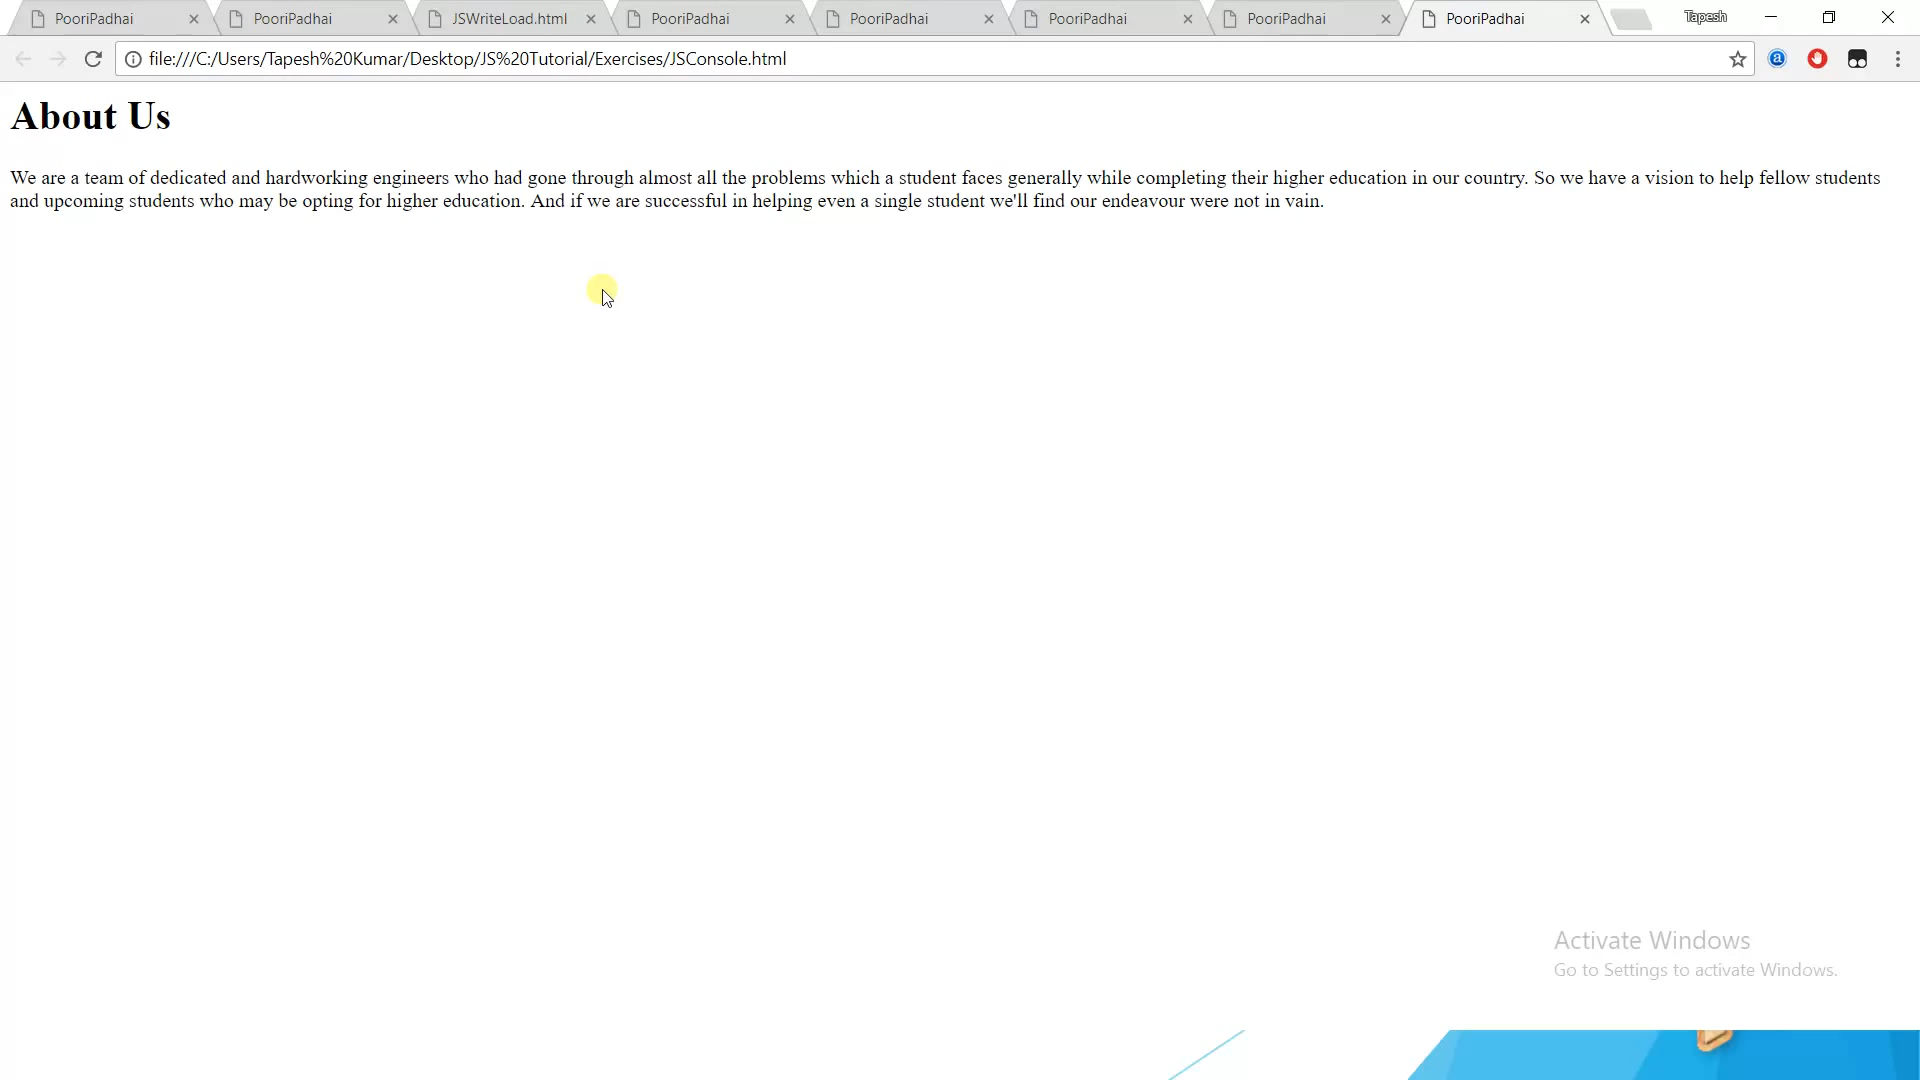 PooriPadhai
PooriPadhai
JSWriteLoad.html
PooriPadhai
PooriPadhai
PooriPadhai
PooriPadhai
PooriPadhai
Tapesh
file:///C:/Users/Tapesh%20Kumar/Desktop/JS%20Tutorial/Exercises/JSConsole.html
a
About Us
We are a team of dedicated and hardworking engineers who had gone through almost all the problems which a student faces generally while completing their higher education in our country. So we have a vision to help fellow students
and upcoming students who may be opting for higher education. And if we are successful in helping even a single student we'll find our endeavour were not in vain.
Activate Windows
Go to Settings to activate Windows.